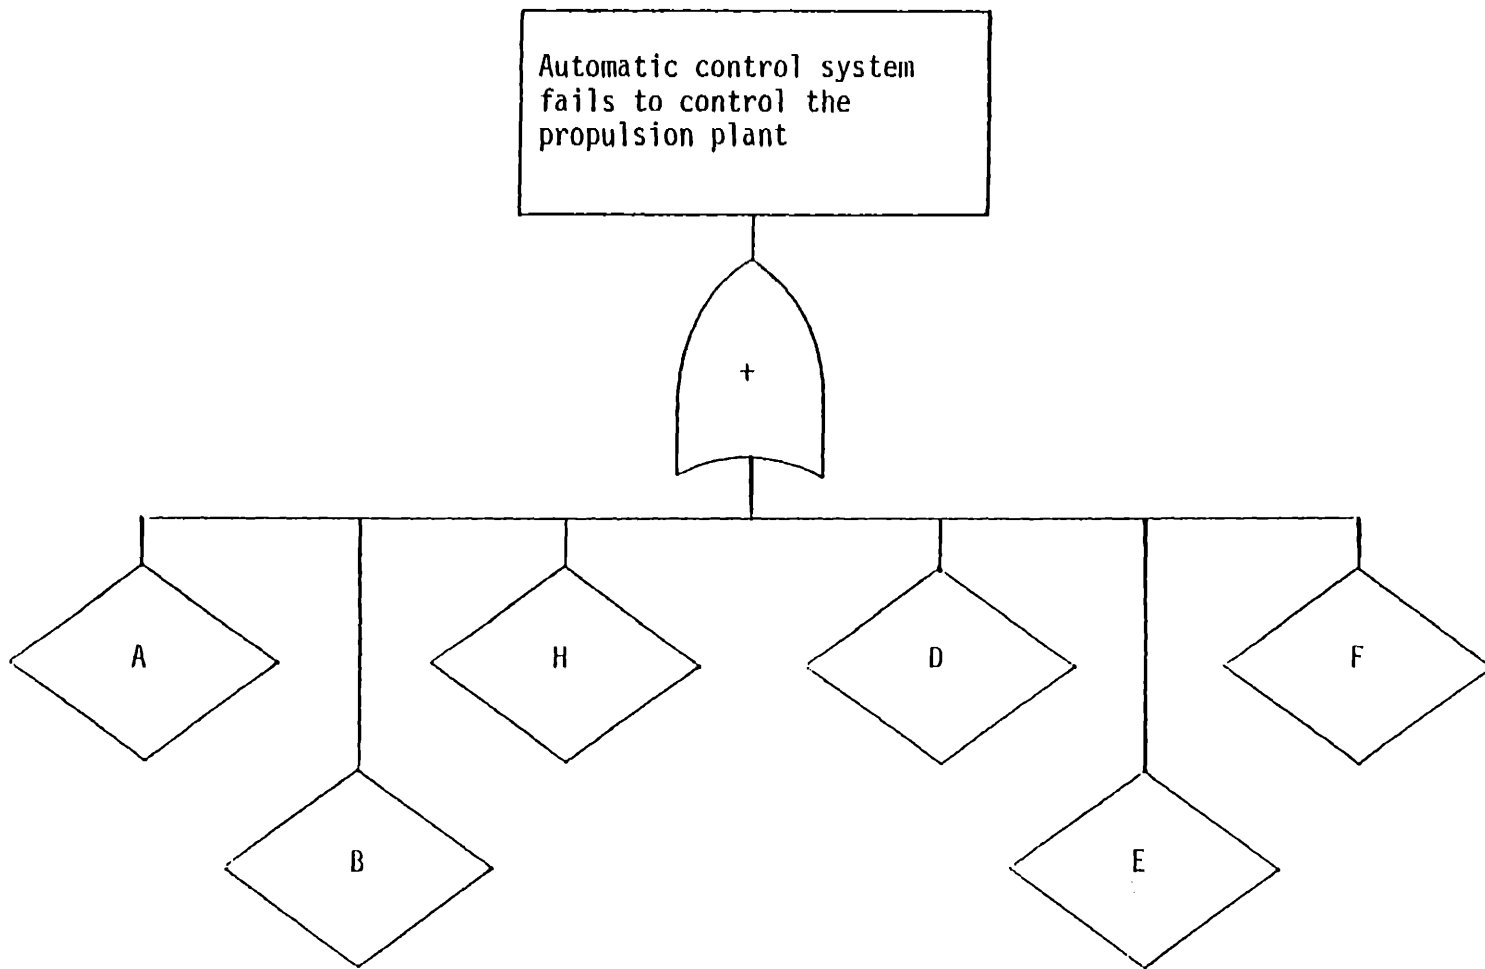 Automatic control system
fails to control the
propulsion plant
+
A
H
D
F
B
E